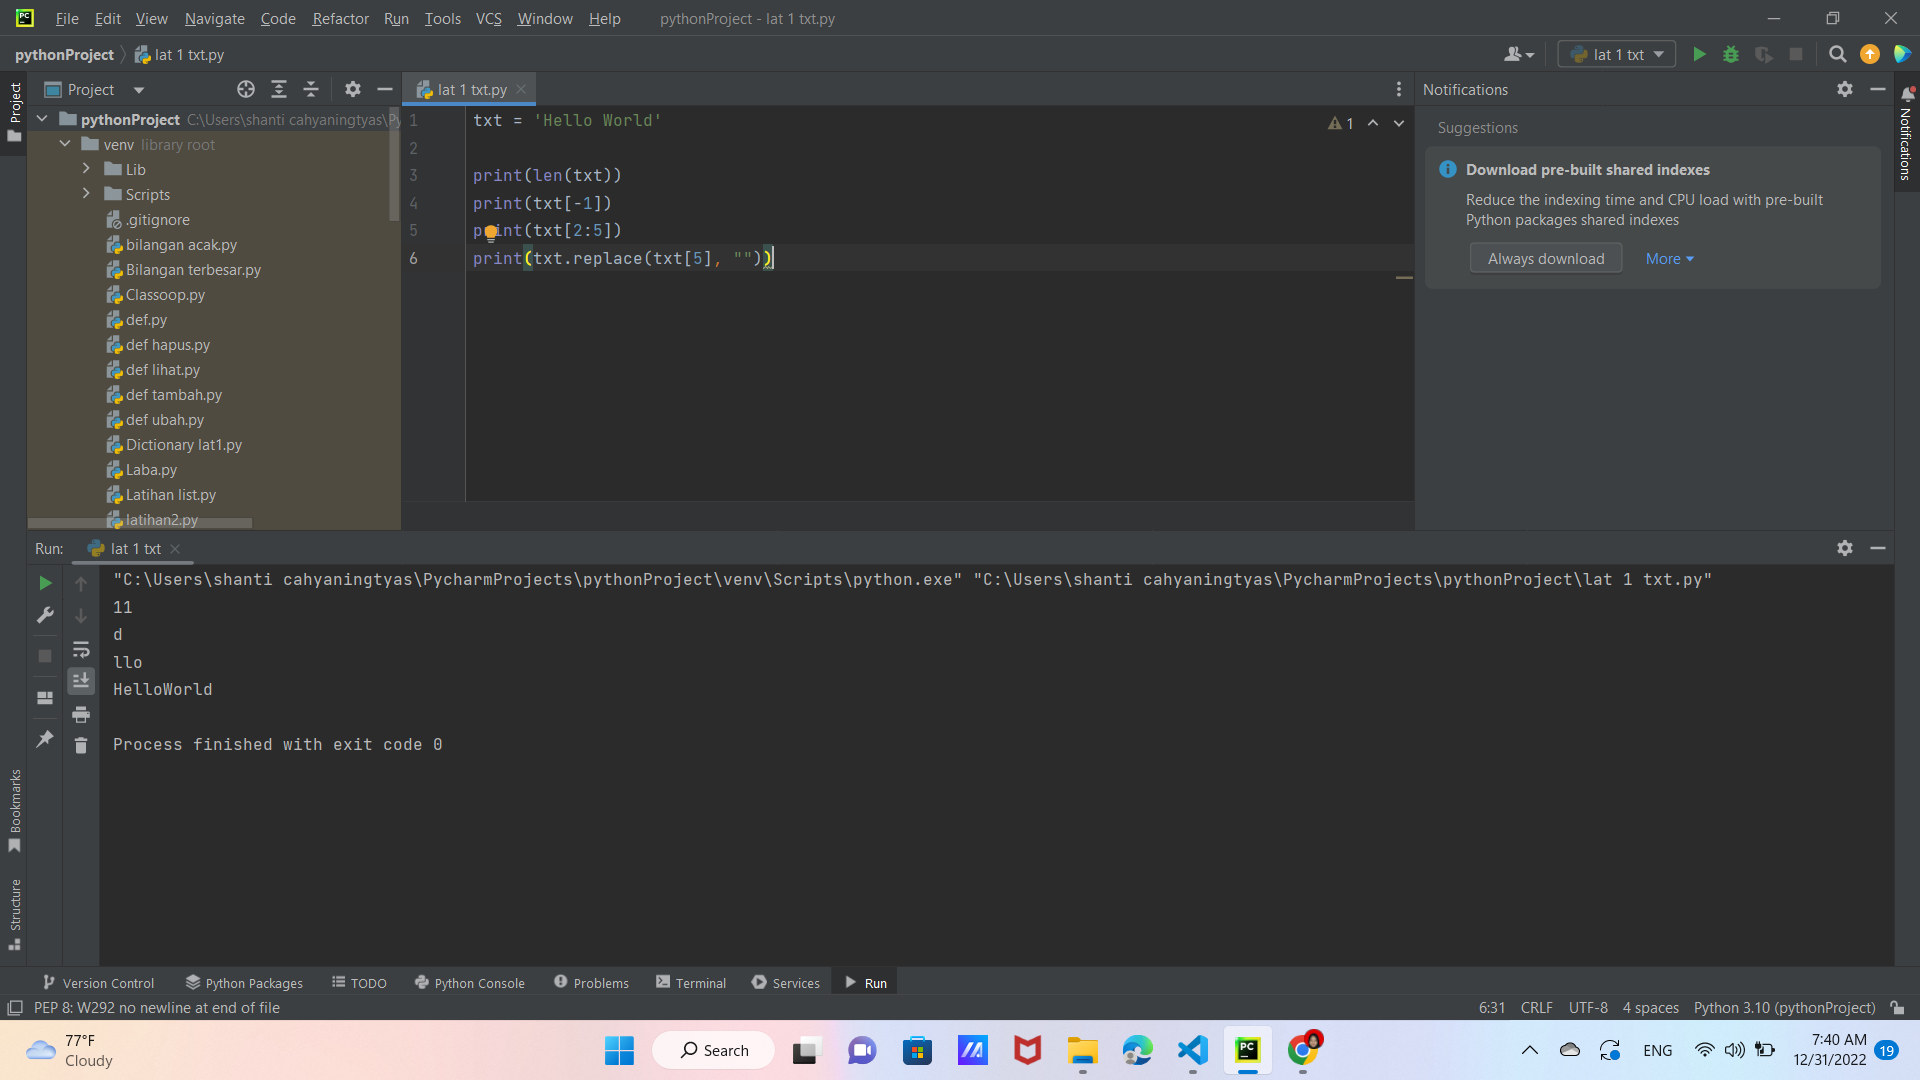 PC File Edit View Navigate Code Refactor Run Tools VCS Window Help pythonProject - lat 1 txt.py
pythonProject lat 1 txt.py lat 1 txt
Project
Project
lat 1 txt.py
Notifications
Notifications
pythonProject C:\Users\shanti cahyaningtyas\Py
venv library root
Lib
Scripts
.gitignore
bilangan acak.py
Bilangan terbesar.py
Classoop.py
def.py
def hapus.py
def lihat.py
def tambah.py
def ubah.py
Dictionary lat1.py
Laba.py
Latihan list.py
latihan2.py
1 txt = 'Hello World'
2
3 print(len(txt))
4 print(txt[-1])
5 print(txt[2:5])
6 print(txt.replace(txt[5], ""))
1
Suggestions
Download pre-built shared indexes
Reduce the indexing time and CPU load with pre-built
Python packages shared indexes
Always download More
Run: lat 1 txt
"C:\Users\shanti cahyaningtyas\PycharmProjects\pythonProject\venv\Scripts\python.exe" "C:\Users\shanti cahyaningtyas\PycharmProjects\pythonProject\lat 1 txt.py"
11
d
llo
HelloWorld
Process finished with exit code 0
Bookmarks
Structure
Version Control Python Packages TODO Python Console Problems Terminal Services Run
PEP 8: W292 no newline at end of file 6:31 CRLF UTF-8 4 spaces Python 3.10 (pythonProject)
77°F
Cloudy
Search
PC
ENG
7:40 AM
12/31/2022
19